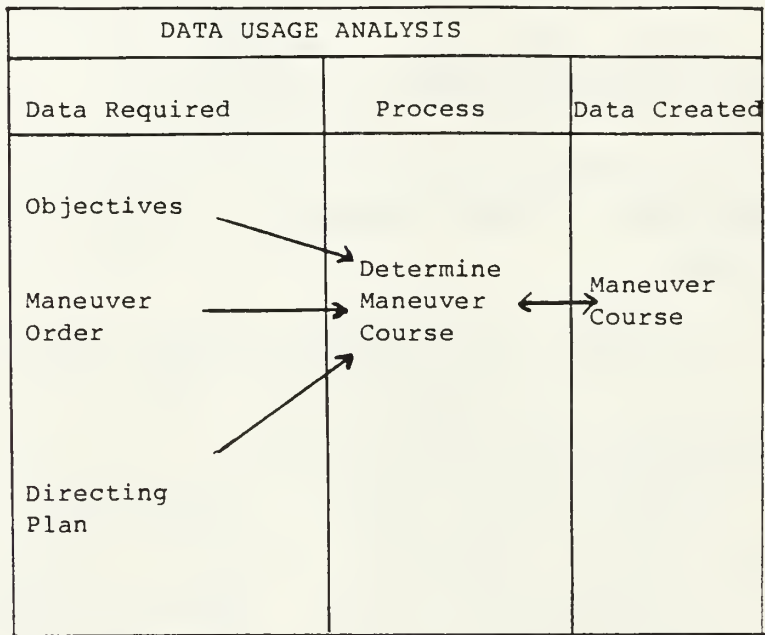 DATA USAGE ANALYSIS
Data Required
Process
Data Created
Objectives
Maneuver
Order
Directing
Plan
Determine
Maneuver
Course
Maneuver
Course